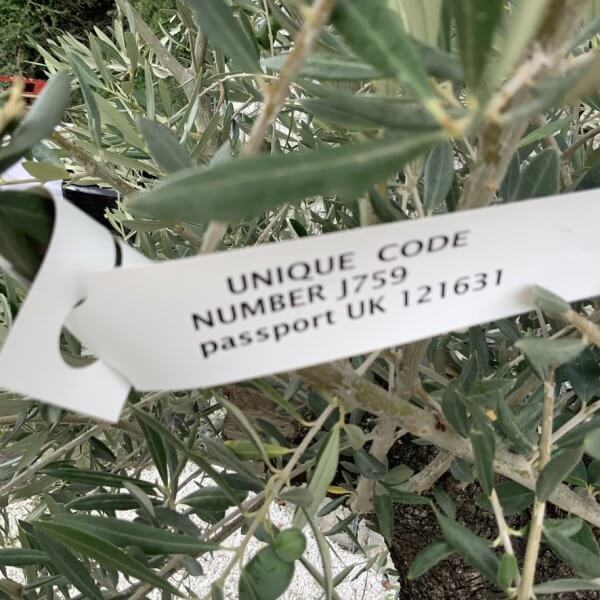 UNIQUE CODE
NUMBER J759
passport UK 121631